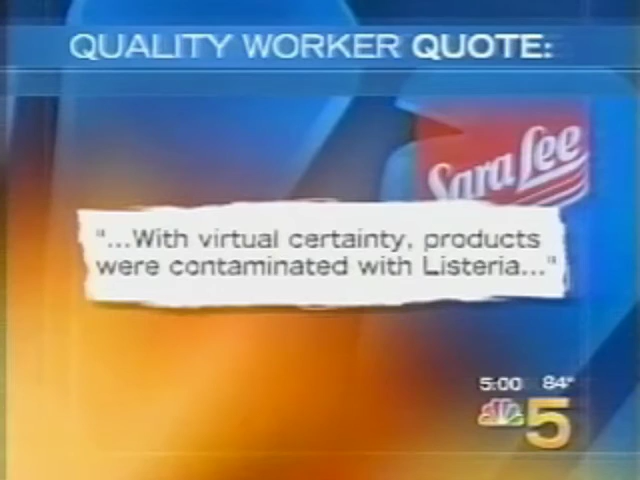 QUALITY WORKER QUOTE:
Sara Lee
"...With virtual certainty, products
were contaminated with Listeria..."
5:00 84°
5